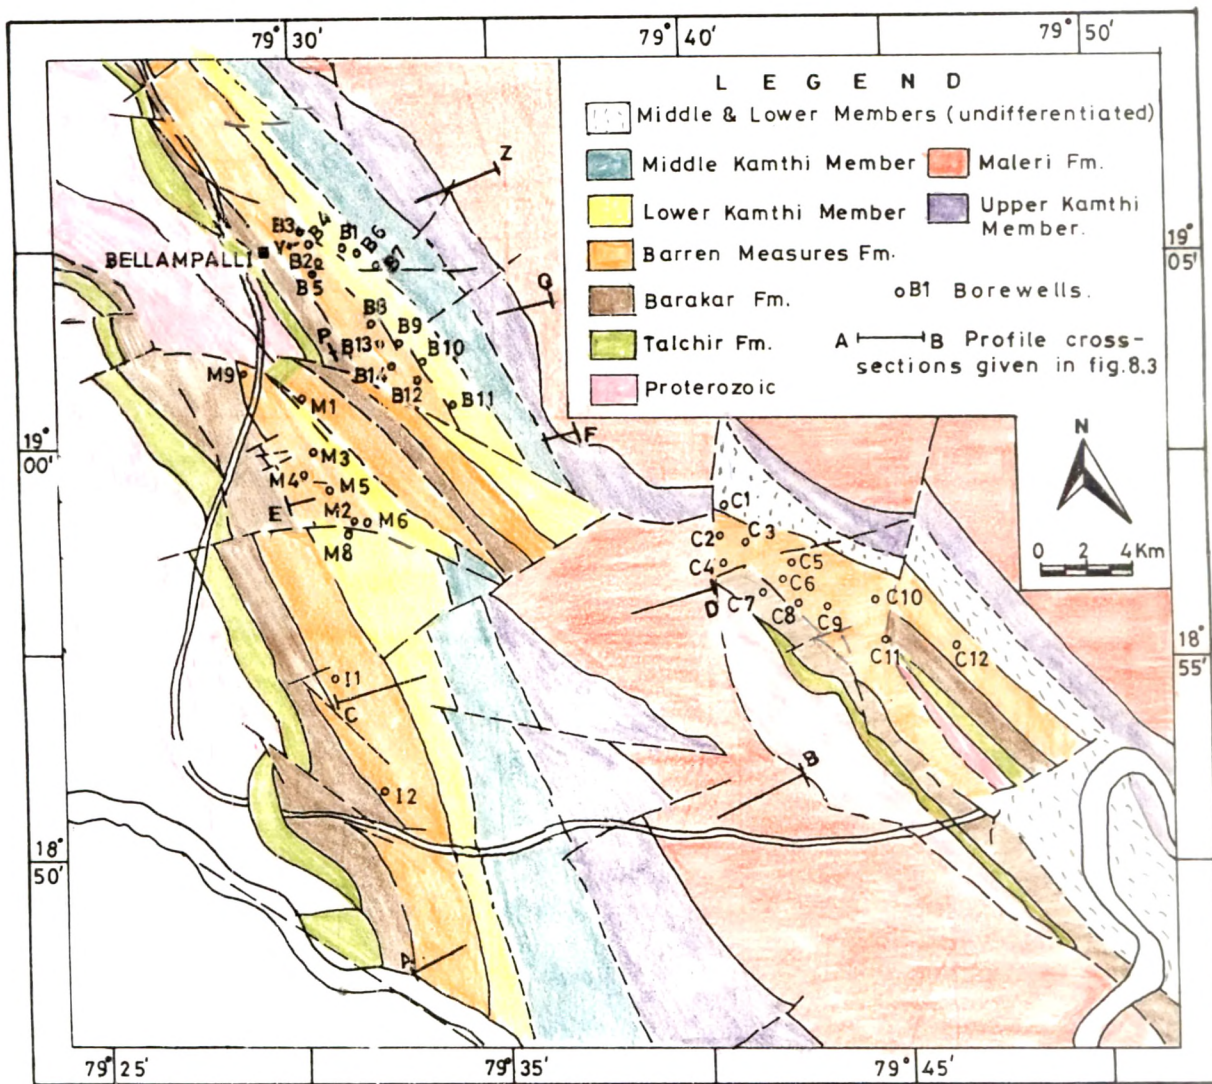 79° 30' 79° 40' 79° 50'
L E G E N D
Middle & Lower Members (undifferentiated)
Middle Kamthi Member
Maleri Fm.
Lower Kamthi Member
Upper Kamthi
Member.
Barren Measures Fm.
Barakar Fm.
B1 Borewells.
Talchir Fm.
A B Profile cross-
sections given in fig.8.3
Proterozoic
N
0 2 4 Km
19°
05'
18°
55'
19°
00'
18°
50'
Z
B3
B4
B1
B6
B7
BELLAMPALLI
B2
B5
Q
B8
P
B13
B9
B10
B14
B12
B11
M9
M1
F
M3
M4
M5
E
M2
M6
M8
C1
C2
C3
C4
C5
C6
D
C7
C8
C9
C10
C11
C12
I1
C
B
I2
A
79° 25' 79° 35' 79° 45'